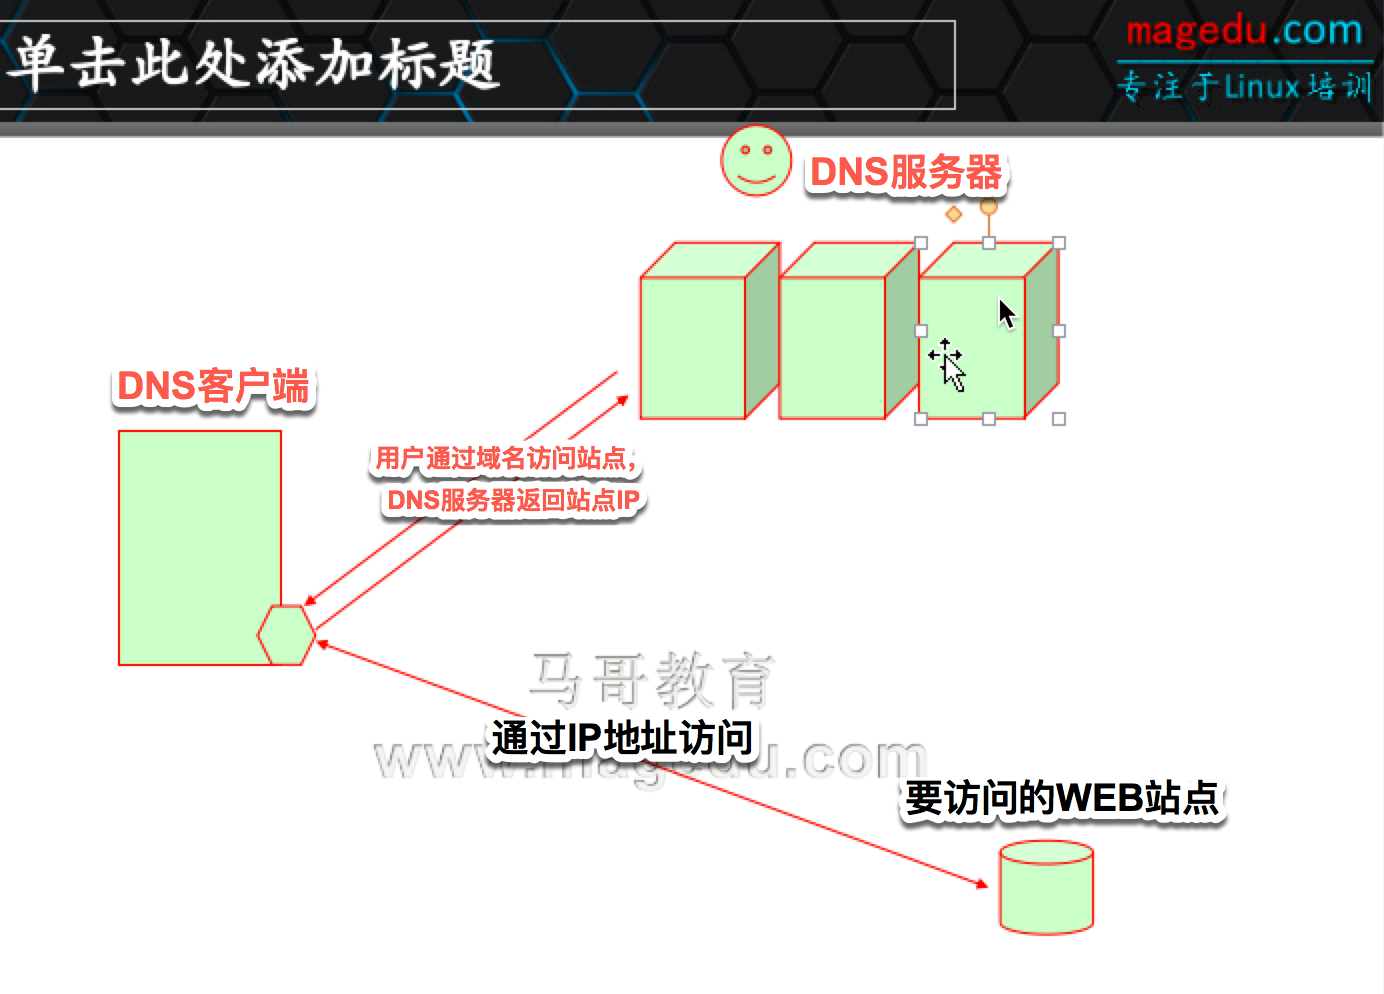 单击此处添加标题
magedu.com
专注于Linux培训
DNS服务器
DNS客户端
用户通过域名访问站点,
DNS服务器返回站点IP
马哥教育
通过IP地址访问
www.magedu.com
要访问的WEB站点